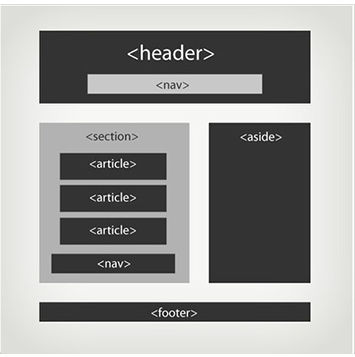 <header>
<nav>
<section>
<article>
<article>
<article>
<nav>
<aside>
<footer>